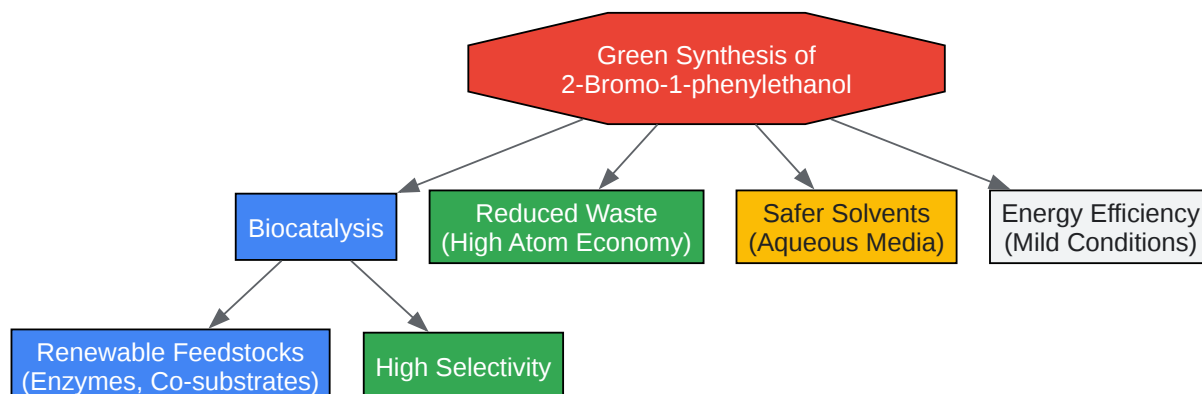 Green Synthesis of
2-Bromo-1-phenylethanol
Biocatalysis
Reduced Waste
(High Atom Economy)
Safer Solvents
(Aqueous Media)
Energy Efficiency
(Mild Conditions)
Renewable Feedstocks
(Enzymes, Co-substrates)
High Selectivity